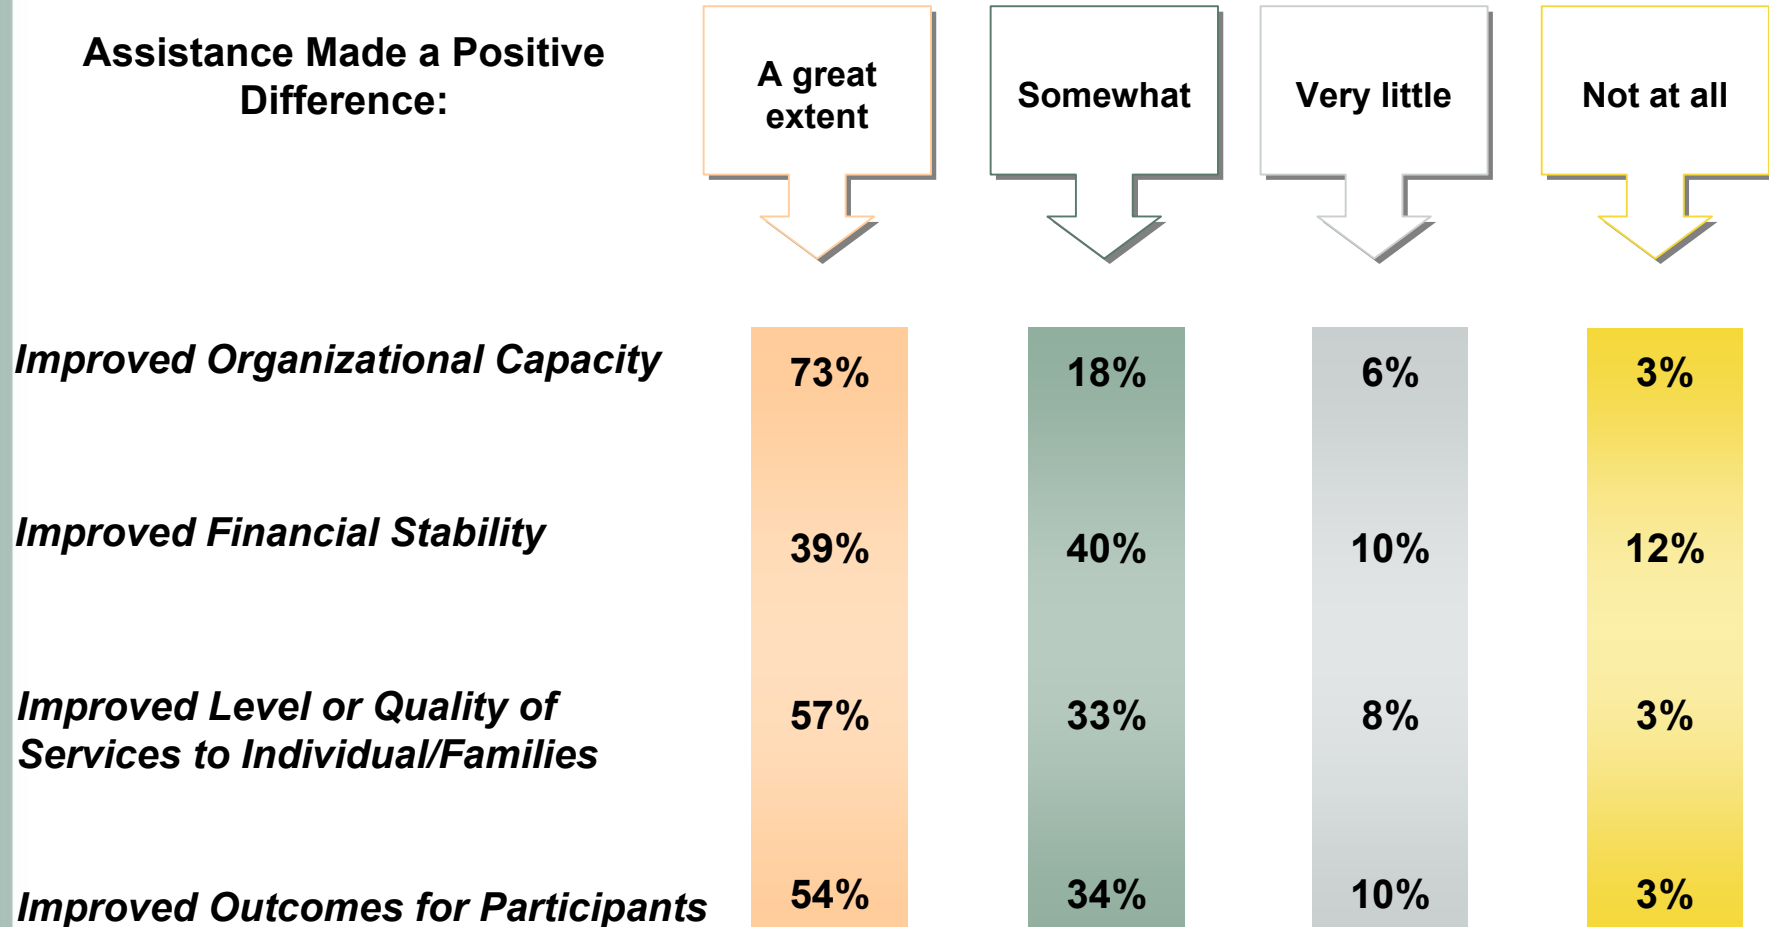 Assistance Made a Positive
Difference:
A great
extent
Somewhat
Very little
Not at all
Improved Organizational Capacity
73%
18%
6%
3%
Improved Financial Stability
39%
40%
10%
12%
Improved Level or Quality of
Services to Individual/Families
57%
33%
8%
3%
Improved Outcomes for Participants
54%
34%
10%
3%